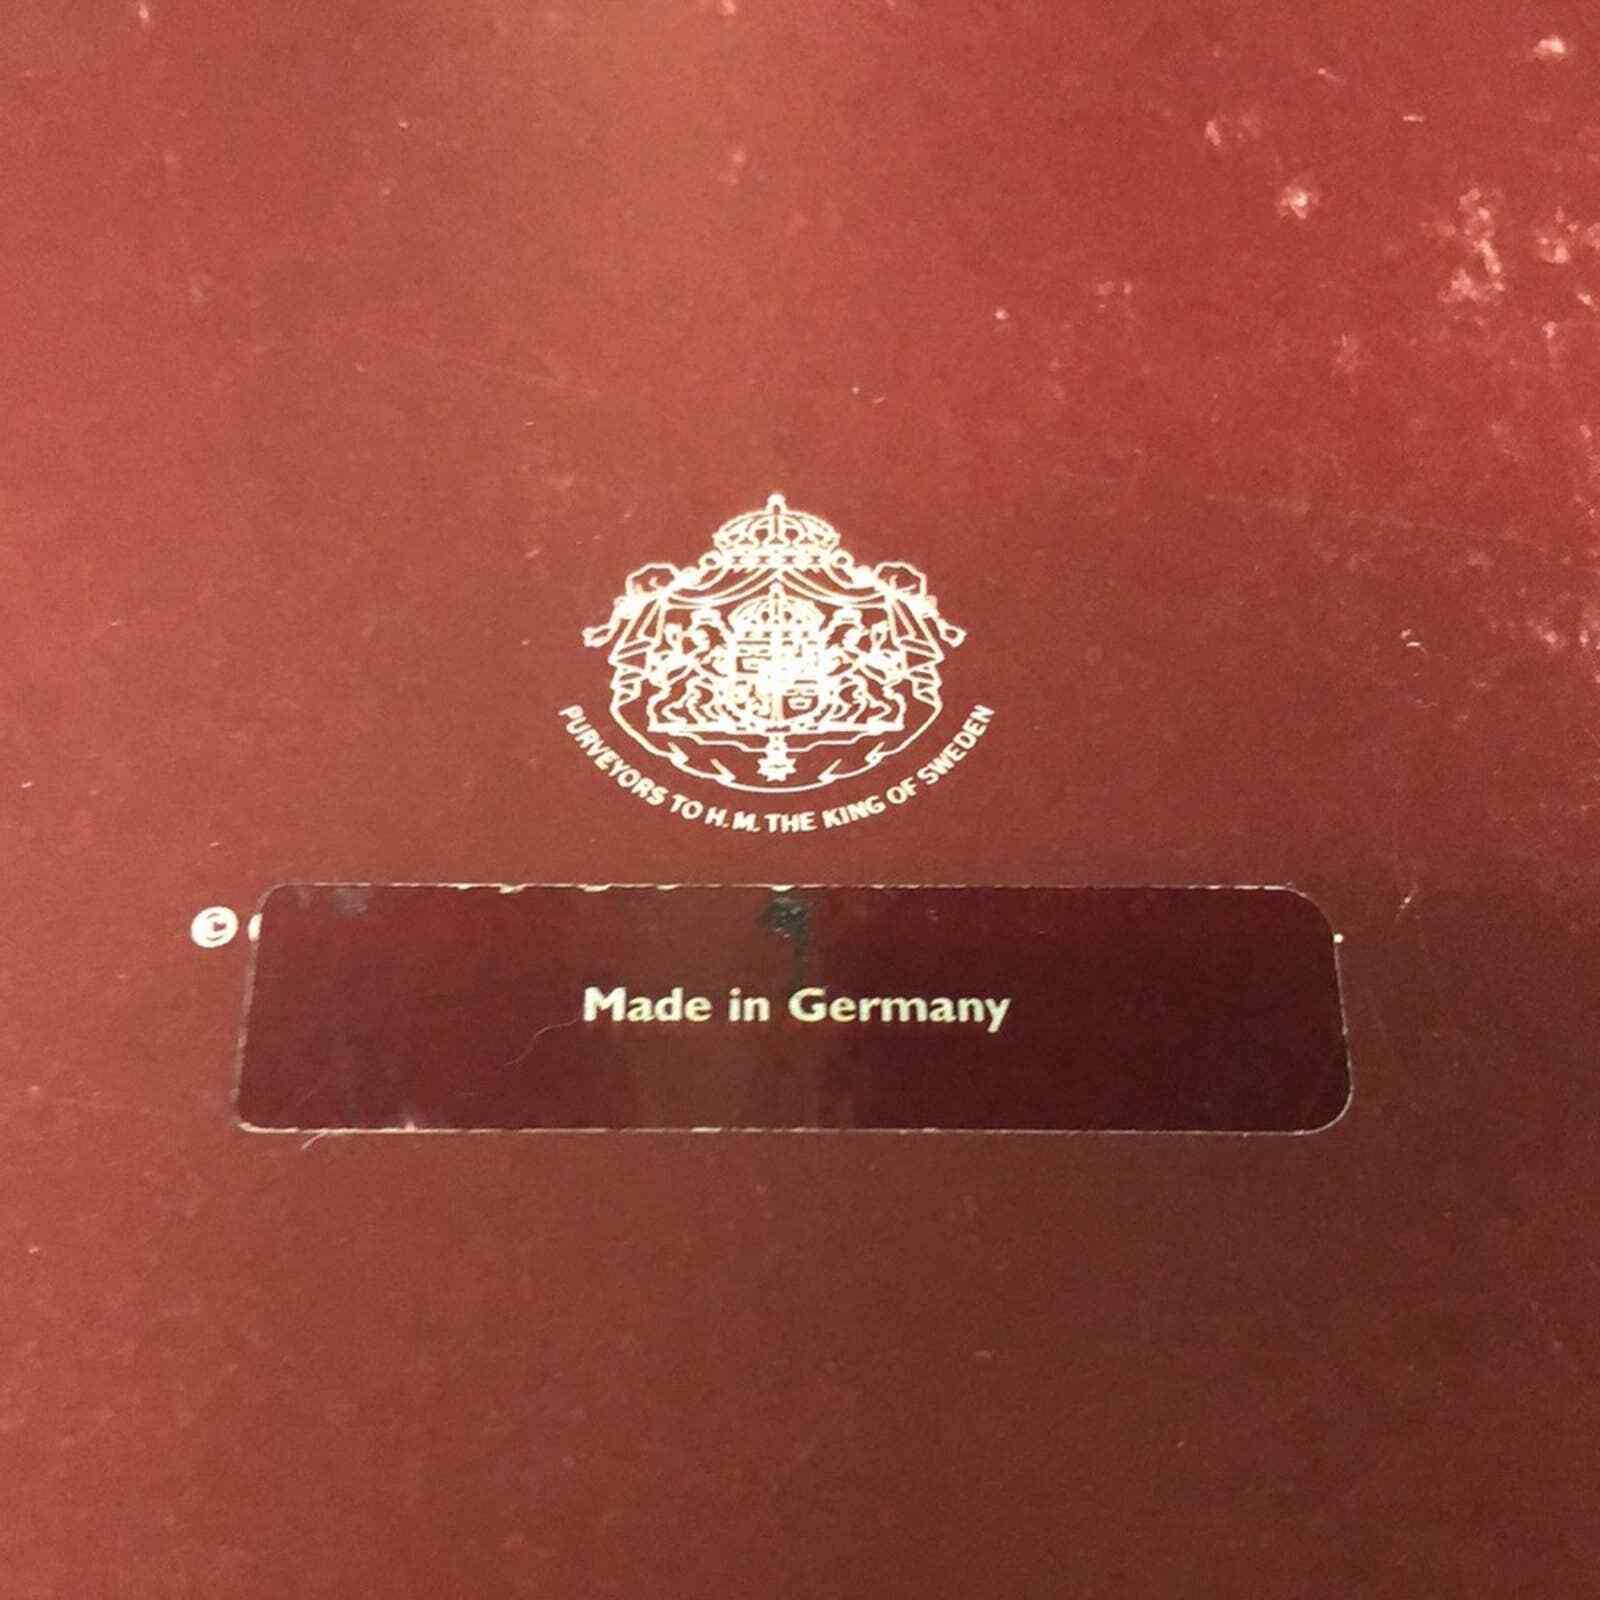 PURVEYORS TO H.M. THE KING OF SWEDEN
©
Made in Germany